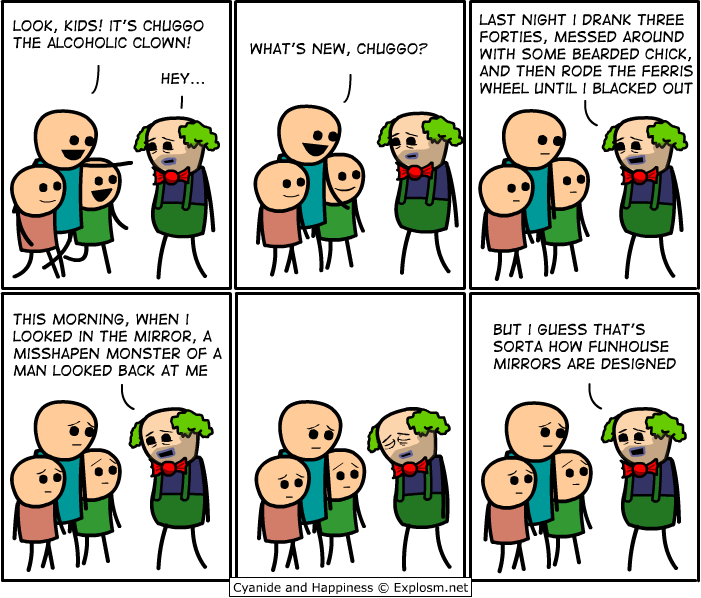 LOOK, KIDS! IT'S CHUGGO
THE ALCOHOLIC CLOWN!
HEY...
WHAT'S NEW, CHUGGO?
LAST NIGHT I DRANK THREE
FORTIES, MESSED AROUND
WITH SOME BEARDED CHICK,
AND THEN RODE THE FERRIS
WHEEL UNTIL I BLACKED OUT
THIS MORNING, WHEN I
LOOKED IN THE MIRROR, A
MISSHAPEN MONSTER OF A
MAN LOOKED BACK AT ME
BUT I GUESS THAT'S
SORTA HOW FUNHOUSE
MIRRORS ARE DESIGNED
Cyanide and Happiness © Explosm.net